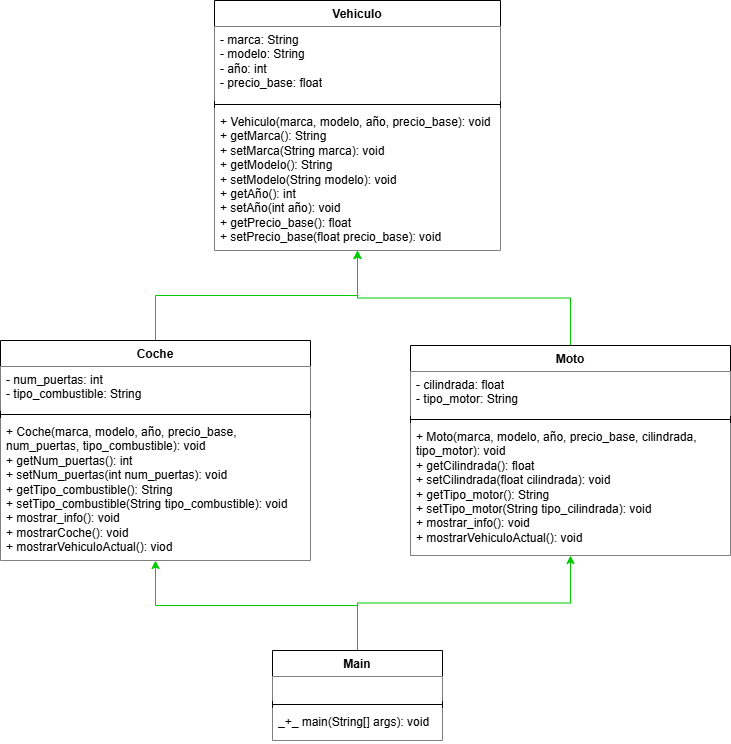 Vehiculo
- marca: String
- modelo: String
- año: int
- precio_base: float
+ Vehiculo(marca, modelo, año, precio_base): void
+ getMarca(): String
+ setMarca(String marca): void
+ getModelo(): String
+ setModelo(String modelo): void
+ getAño(): int
+ setAño(int año): void
+ getPrecio_base(): float
+ setPrecio_base(float precio_base): void
Coche
- num_puertas: int
- tipo_combustible: String
+ Coche(marca, modelo, año, precio_base,
num_puertas, tipo_combustible): void
+ getNum_puertas(): int
+ setNum_puertas(int num_puertas): void
+ getTipo_combustible(): String
+ setTipo_combustible(String tipo_combustible): void
+ mostrar_info(): void
+ mostrarCoche(): void
+ mostrarVehiculoActual(): viod
Moto
- cilindrada: float
- tipo_motor: String
+ Moto(marca, modelo, año, precio_base, cilindrada,
tipo_motor): void
+ getCilindrada(): float
+ setCilindrada(float cilindrada): void
+ getTipo_motor(): String
+ setTipo_motor(String tipo_cilindrada): void
+ mostrar_info(): void
+ mostrarVehiculoActual(): void
Main
_+_ main(String[] args): void